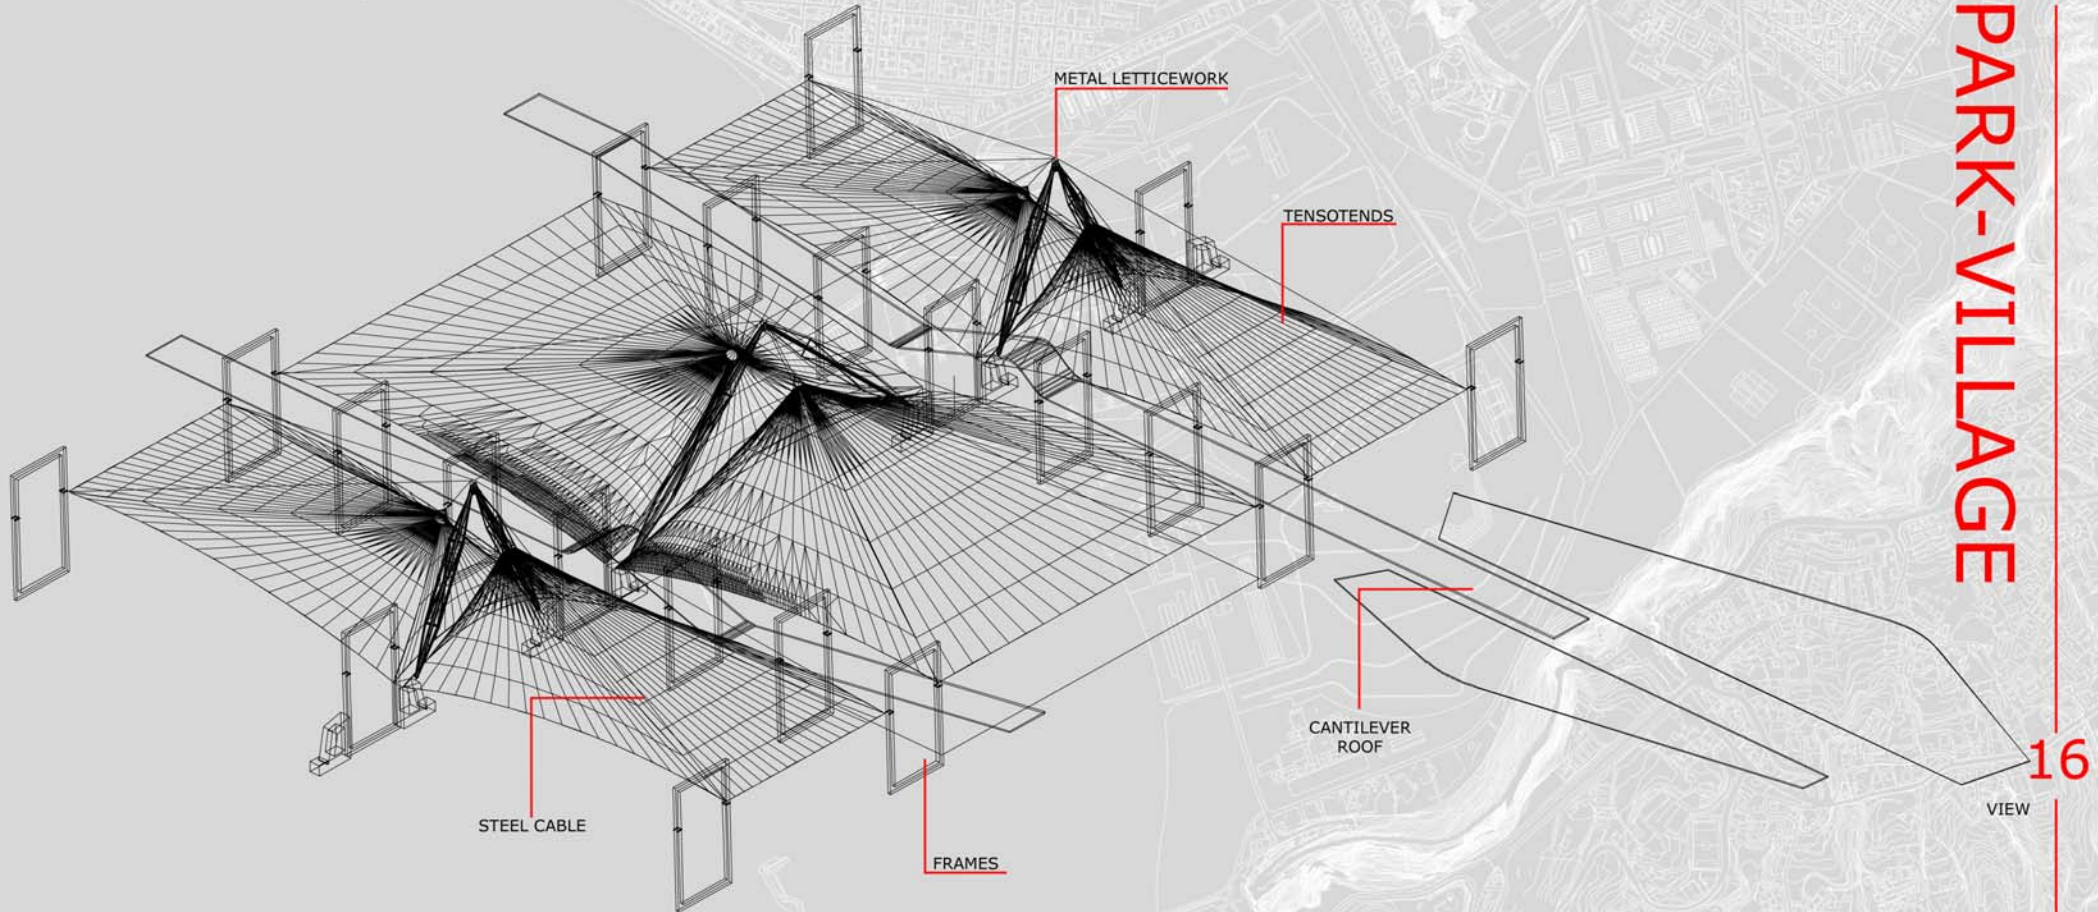 METAL LETTICEWORK
TENSOTENDS
CANTILEVER
ROOF
STEEL CABLE
FRAMES
PARK-VILLAGE
16
VIEW